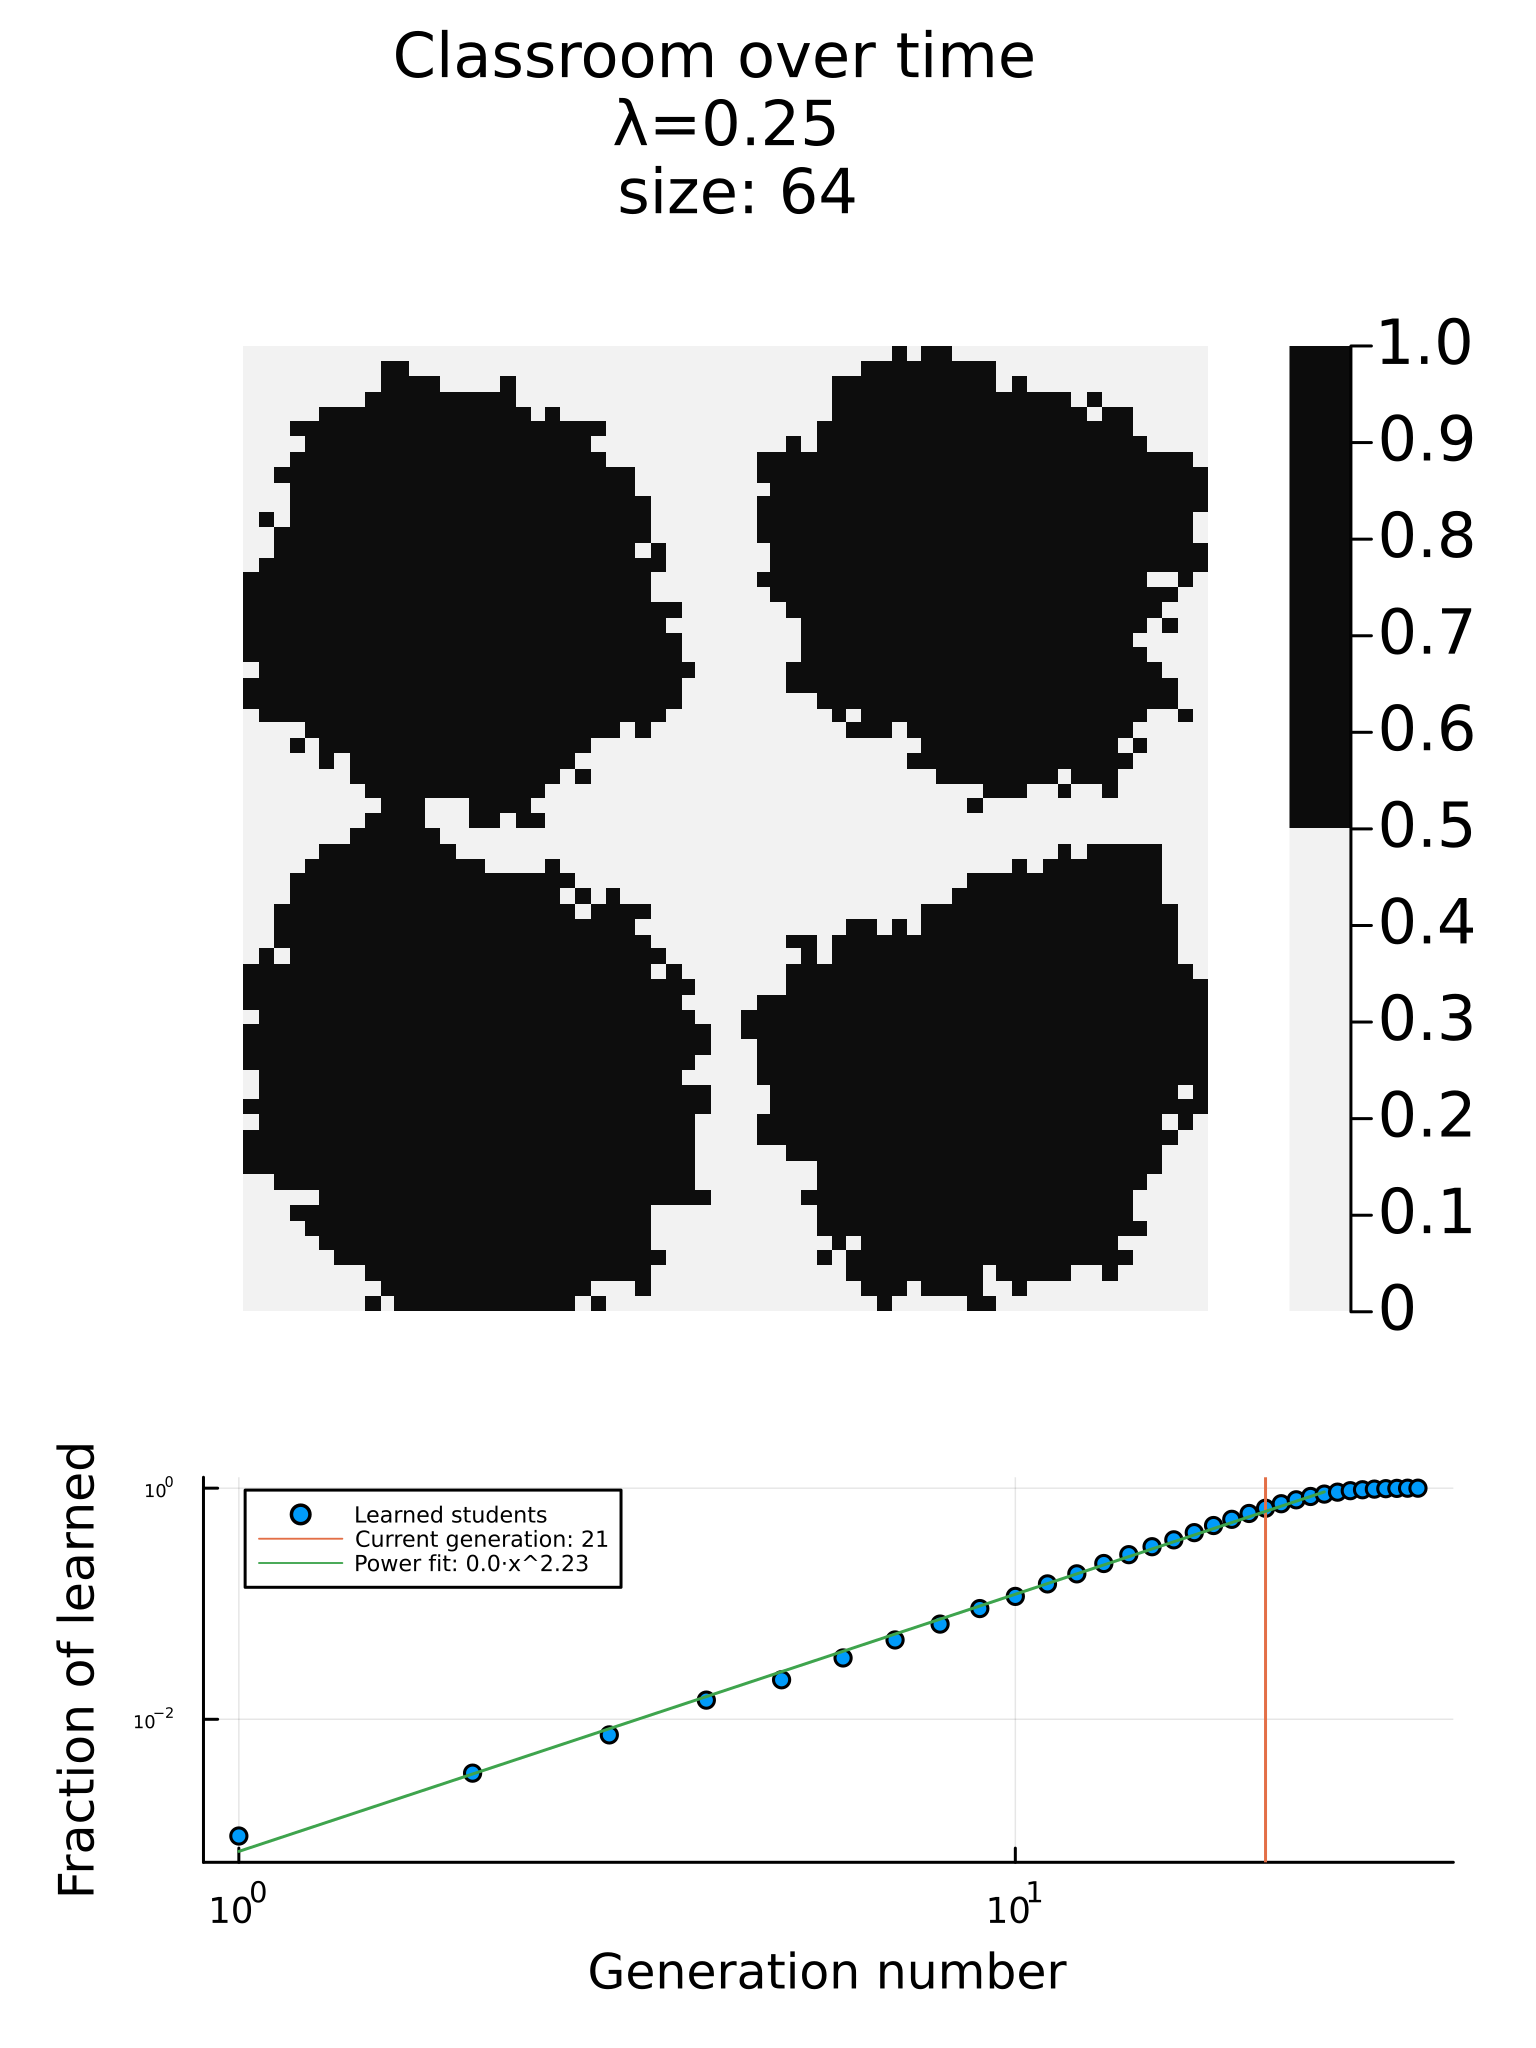 Classroom over time
λ=0.25
size: 64
1.0
0.9
0.8
0.7
0.6
0.5
0.4
0.3
0.2
0.1
0
Fraction of learned
10⁰
10⁻²
Learned students
Current generation: 21
Power fit: 0.0·x^2.23
10⁰
10¹
Generation number